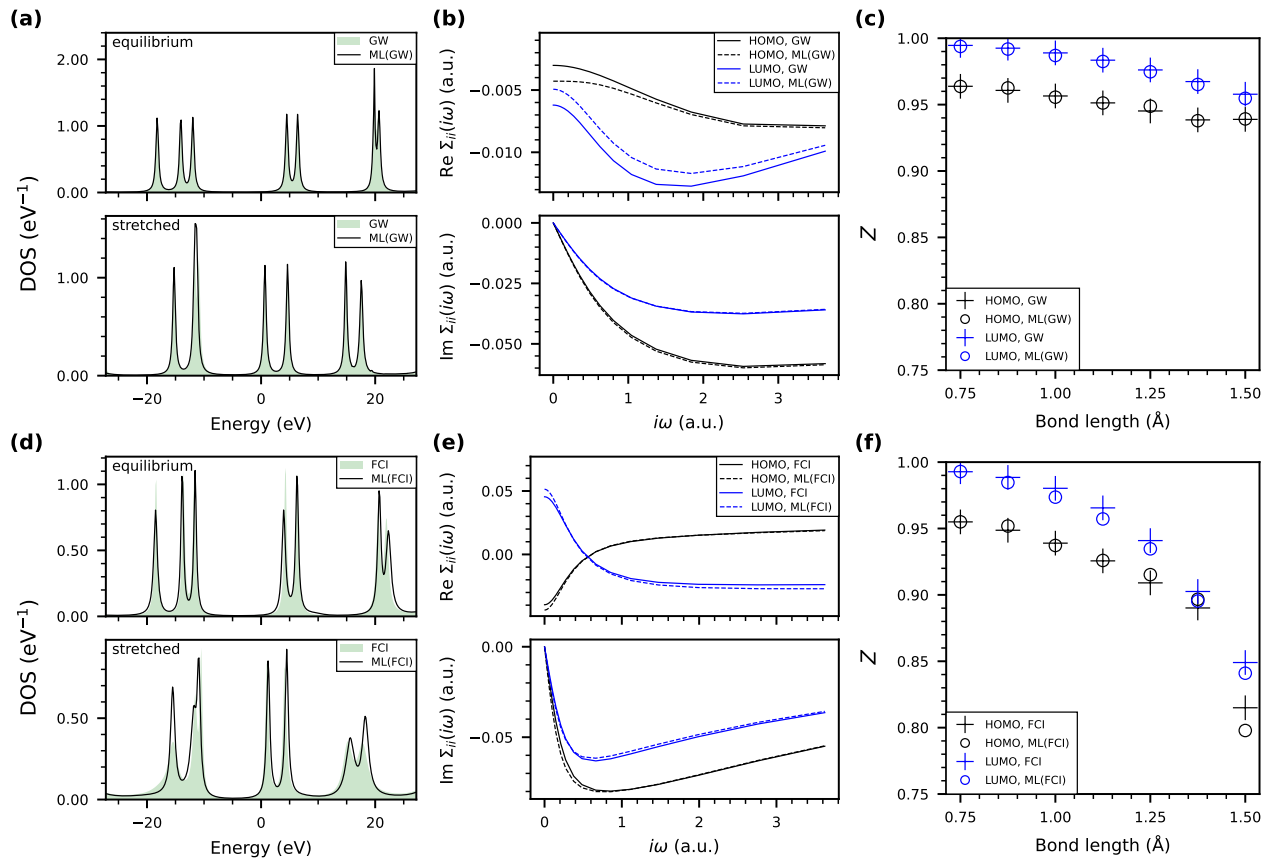 (a)
DOS (eV⁻¹)
equilibrium
GW
ML(GW)
2.00
1.00
0.00
stretched
GW
ML(GW)
1.00
0.00
−20
0
20
Energy (eV)
(b)
Re Σii(iω) (a.u.)
HOMO, GW
HOMO, ML(GW)
LUMO, GW
LUMO, ML(GW)
−0.005
−0.010
Im Σii(iω) (a.u.)
0.000
−0.025
−0.050
0
1
2
3
iω (a.u.)
(c)
Z
1.00
0.95
0.90
0.85
0.80
0.75
HOMO, GW
HOMO, ML(GW)
LUMO, GW
LUMO, ML(GW)
0.75
1.00
1.25
1.50
Bond length (Å)
(d)
DOS (eV⁻¹)
equilibrium
FCI
ML(FCI)
1.00
0.50
0.00
stretched
FCI
ML(FCI)
0.50
0.00
−20
0
20
Energy (eV)
(e)
Re Σii(iω) (a.u.)
HOMO, FCI
HOMO, ML(FCI)
LUMO, FCI
LUMO, ML(FCI)
0.05
0.00
Im Σii(iω) (a.u.)
0.00
−0.05
0
1
2
3
iω (a.u.)
(f)
Z
1.00
0.95
0.90
0.85
0.80
0.75
HOMO, FCI
HOMO, ML(FCI)
LUMO, FCI
LUMO, ML(FCI)
0.75
1.00
1.25
1.50
Bond length (Å)